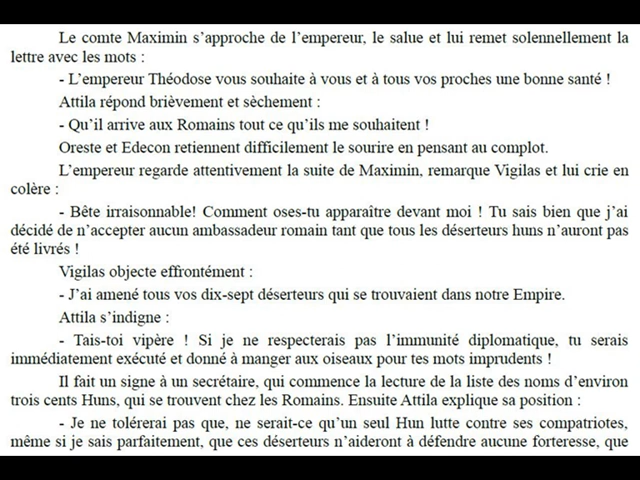 Le comte Maximin s’approche de l’empereur, le salue et lui remet solennellement la
lettre avec les mots :
- L’empereur Théodose vous souhaite à vous et à tous vos proches une bonne santé !
Attila répond brièvement et sèchement :
- Qu’il arrive aux Romains tout ce qu’ils me souhaitent !
Oreste et Edecon retiennent difficilement le sourire en pensant au complot.
L’empereur regarde attentivement la suite de Maximin, remarque Vigilas et lui crie en
colère :
- Bête irraisonnable! Comment oses-tu apparaître devant moi ! Tu sais bien que j’ai
décidé de n’accepter aucun ambassadeur romain tant que tous les déserteurs huns n’auront pas
été livrés !
Vigilas objecte effrontément :
- J’ai amené tous vos dix-sept déserteurs qui se trouvaient dans notre Empire.
Attila s’indigne :
- Tais-toi vipère ! Si je ne respecterais pas l’immunité diplomatique, tu serais
immédiatement exécuté et donné à manger aux oiseaux pour tes mots imprudents !
Il fait un signe à un secrétaire, qui commence la lecture de la liste des noms d’environ
trois cents Huns, qui se trouvent chez les Romains. Ensuite Attila explique sa position :
- Je ne tolérerai pas que, ne serait-ce qu’un seul Hun lutte contre ses compatriotes,
même si je sais parfaitement, que ces déserteurs n’aideront à défendre aucune forteresse, que